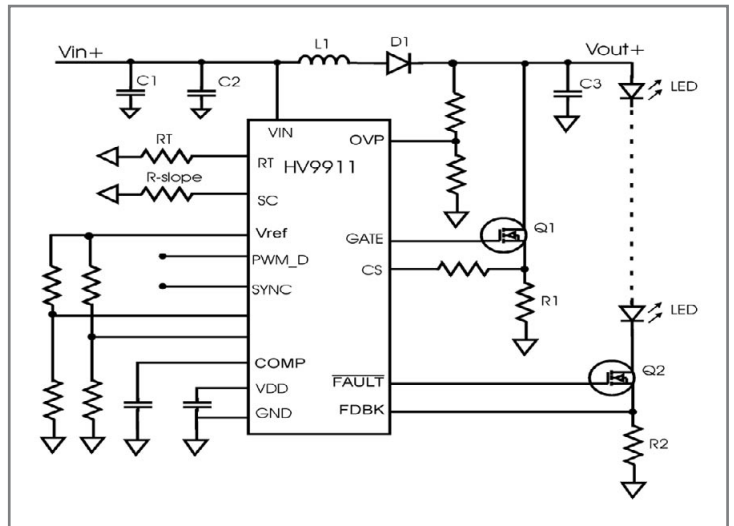 Vin+
L1
D1
Vout+
C1
C2
C3
LED
VIN
OVP
RT
RT
HV9911
R-slope
SC
Vref
GATE
Q1
PWM_D
CS
SYNC
R1
LED
COMP
Q2
VDD
FAULT
GND
FDBK
R2